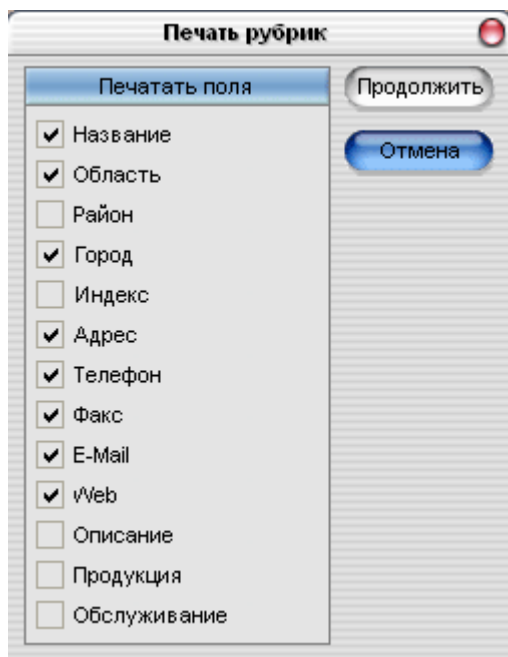 Печать рубрик
Печатать поля
Продолжить
Отмена
Название
Область
Район
Город
Индекс
Адрес
Телефон
Факс
E-Mail
Web
Описание
Продукция
Обслуживание